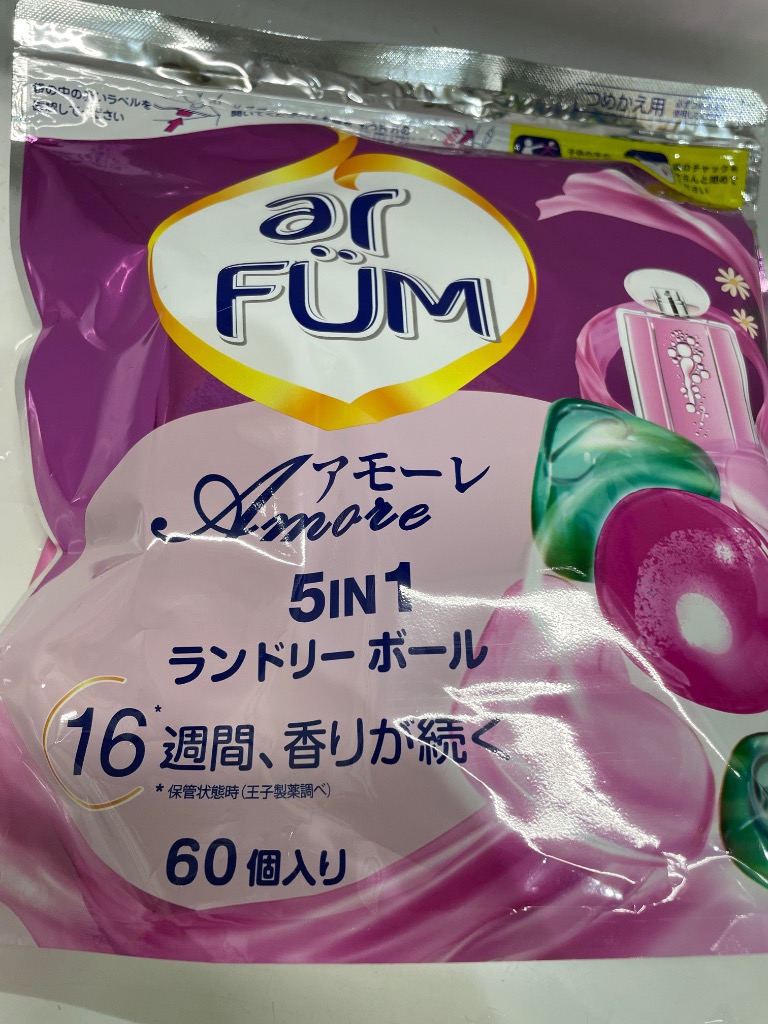 つめかえ用
ar
FÜM
アモーレ
Amore
5IN1
ランドリー ボール
16*週間、香りが続く
*保管状態時(王子製薬調べ)
60個入り